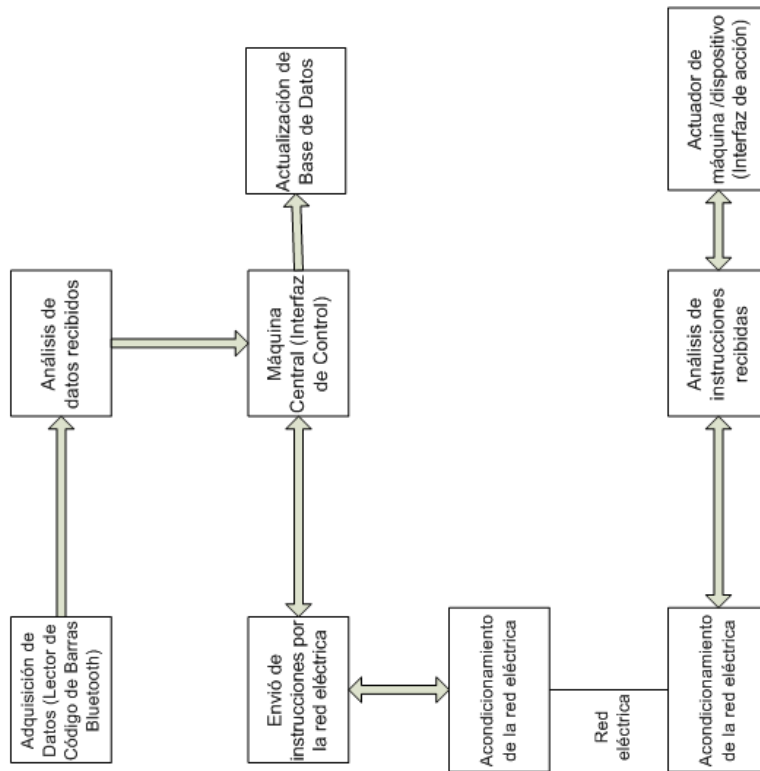 Adquisición de
Datos (Lector de
Código de Barras
Bluetooth)
Análisis de
datos recibidos
Máquina
Central (Interfaz
de Control)
Actualización de
Base de Datos
Envió de
instrucciones por
la red eléctrica
Acondicionamiento
de la red eléctrica
Red
eléctrica
Acondicionamiento
de la red eléctrica
Análisis de
instrucciones
recibidas
Actuador de
máquina /dispositivo
(Interfaz de acción)